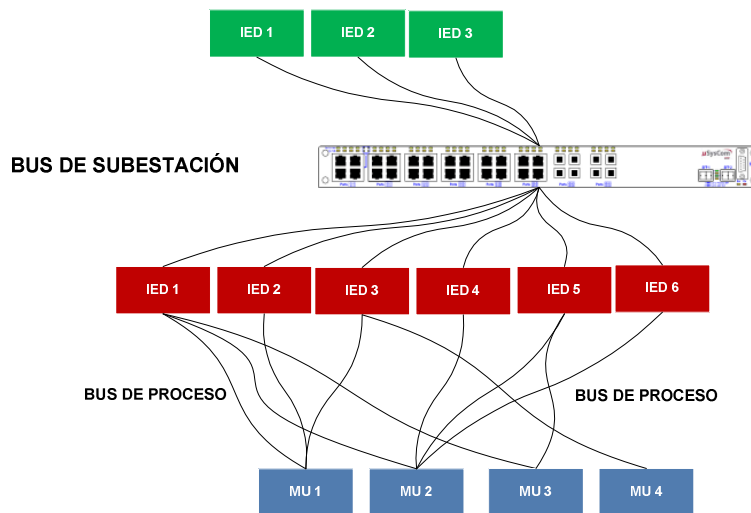 IED 1
IED 2
IED 3
BUS DE SUBESTACIÓN
µSysCom
IED 1
IED 2
IED 3
IED 4
IED 5
IED 6
BUS DE PROCESO
BUS DE PROCESO
MU 1
MU 2
MU 3
MU 4